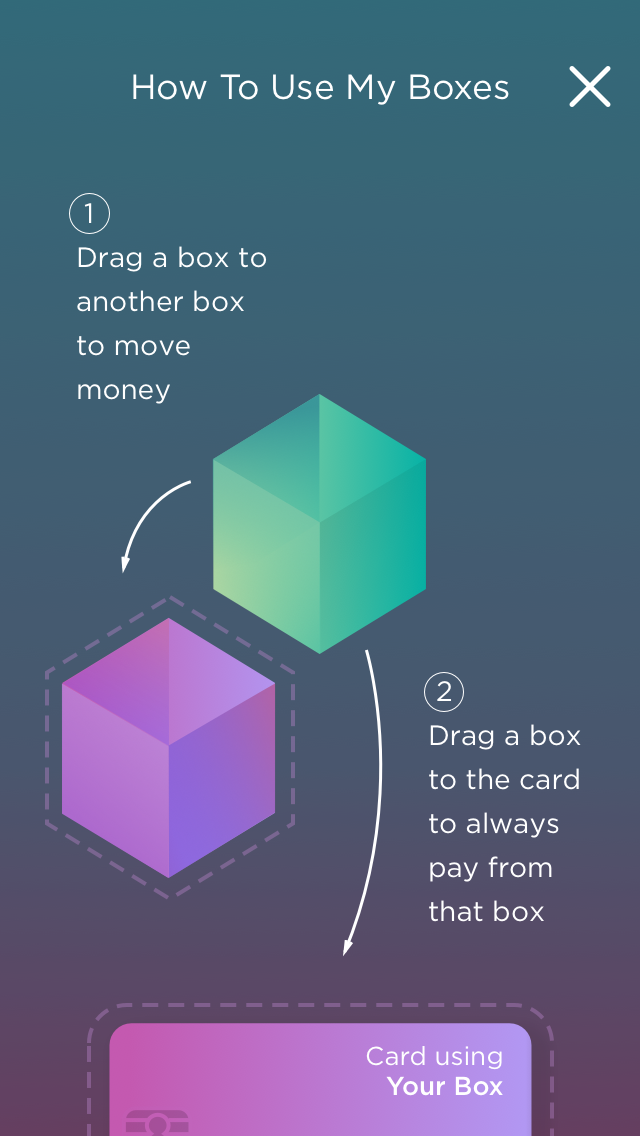 How To Use My Boxes
1
Drag a box to
another box
to move
money
2
Drag a box
to the card
to always
pay from
that box
Card using
Your Box